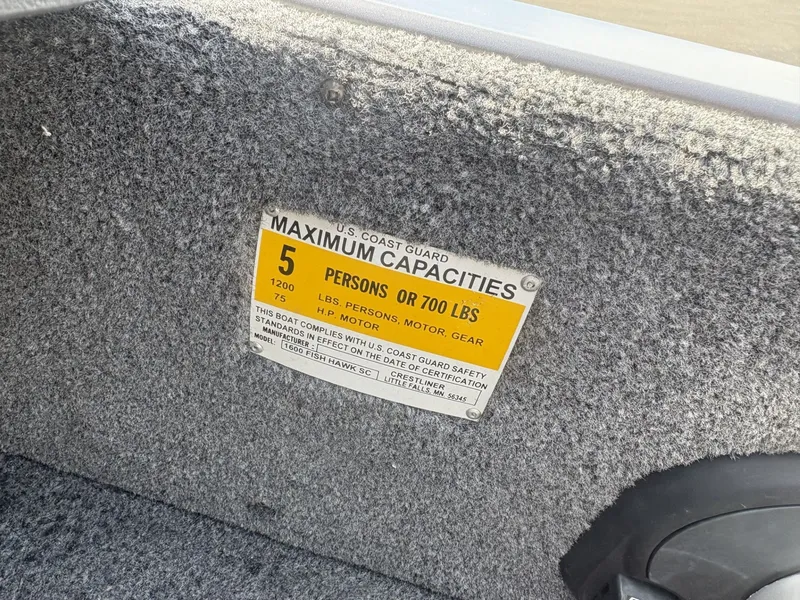 U.S. COAST GUARD
MAXIMUM CAPACITIES
5 PERSONS OR 700 LBS
1200 LBS, PERSONS, MOTOR, GEAR
75 H.P. MOTOR
THIS BOAT COMPLIES WITH U.S. COAST GUARD SAFETY
STANDARDS IN EFFECT ON THE DATE OF CERTIFICATION
MANUFACTURER: CRESTLINER
MODEL: 1600 FISH HAWK SC LITTLE FALLS, MN. 56345